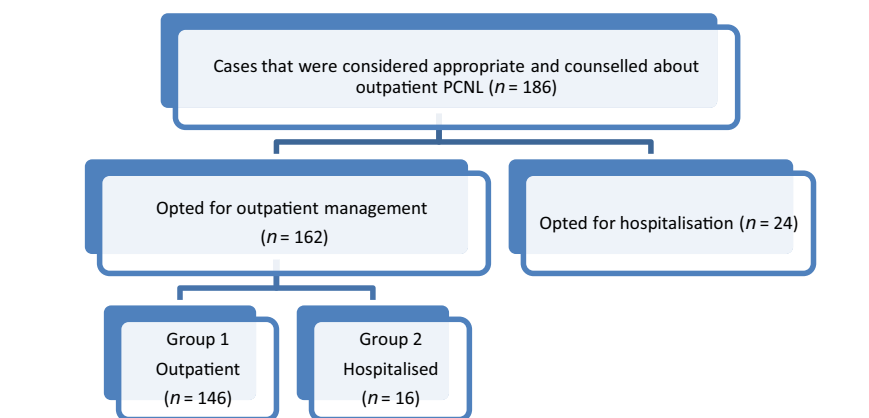 Cases that were considered appropriate and counselled about
outpatient PCNL (n = 186)
Opted for outpatient management
(n = 162)
Opted for hospitalisation (n = 24)
Group 1
Outpatient
(n = 146)
Group 2
Hospitalised
(n = 16)